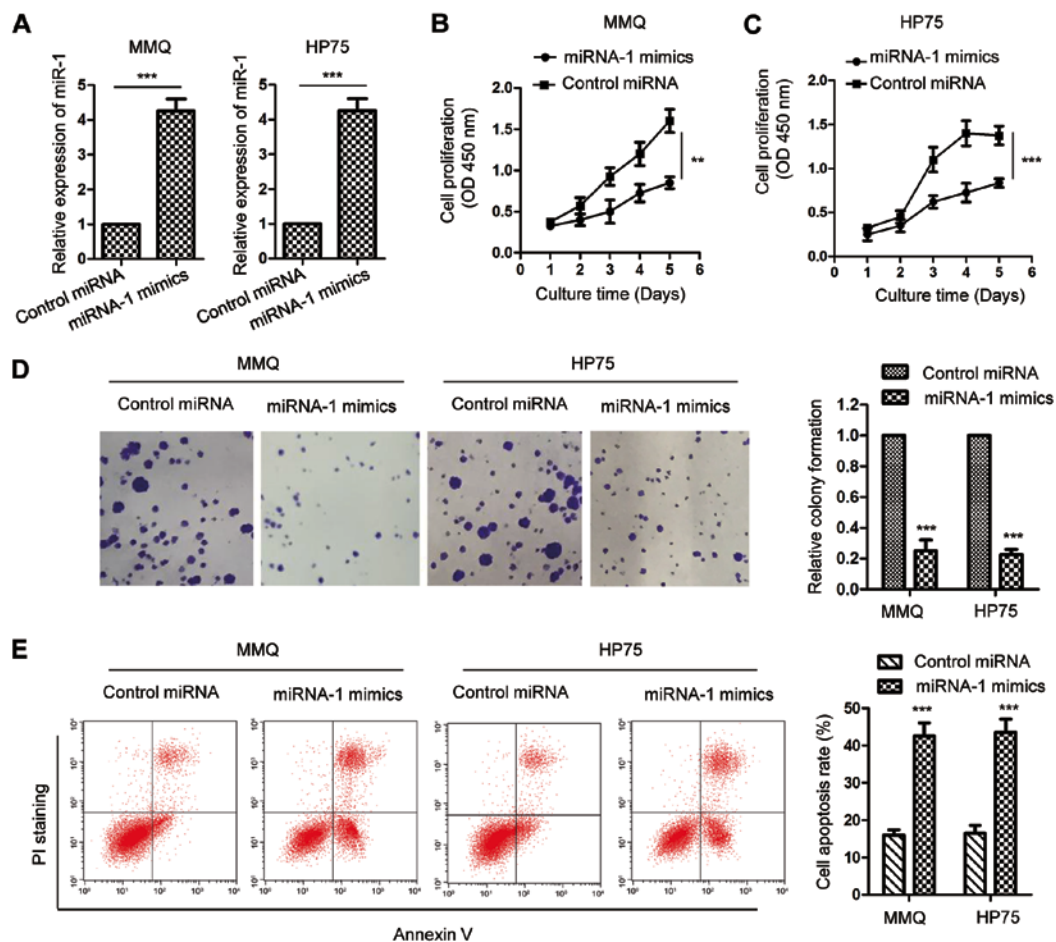 A
MMQ
HP75
Relative expression of miR-1
5
4
3
2
1
0
***
Control miRNA
miRNA-1 mimics
Relative expression of miR-1
5
4
3
2
1
0
***
Control miRNA
miRNA-1 mimics
B
MMQ
miRNA-1 mimics
Control miRNA
Cell proliferation
(OD 450 nm)
2.0
1.5
1.0
0.5
0.0
**
0 1 2 3 4 5 6
Culture time (Days)
C
HP75
miRNA-1 mimics
Control miRNA
Cell proliferation
(OD 450 nm)
2.0
1.5
1.0
0.5
0.0
***
0 1 2 3 4 5 6
Culture time (Days)
D
MMQ
HP75
Control miRNA
miRNA-1 mimics
Control miRNA
miRNA-1 mimics
Control miRNA
miRNA-1 mimics
Relative colony formation
1.2
1.0
0.8
0.6
0.4
0.2
0.0
***
***
MMQ
HP75
E
MMQ
HP75
Control miRNA
miRNA-1 mimics
Control miRNA
miRNA-1 mimics
PI staining
Annexin V
Control miRNA
miRNA-1 mimics
Cell apoptosis rate (%)
50
40
30
20
10
0
***
***
MMQ
HP75